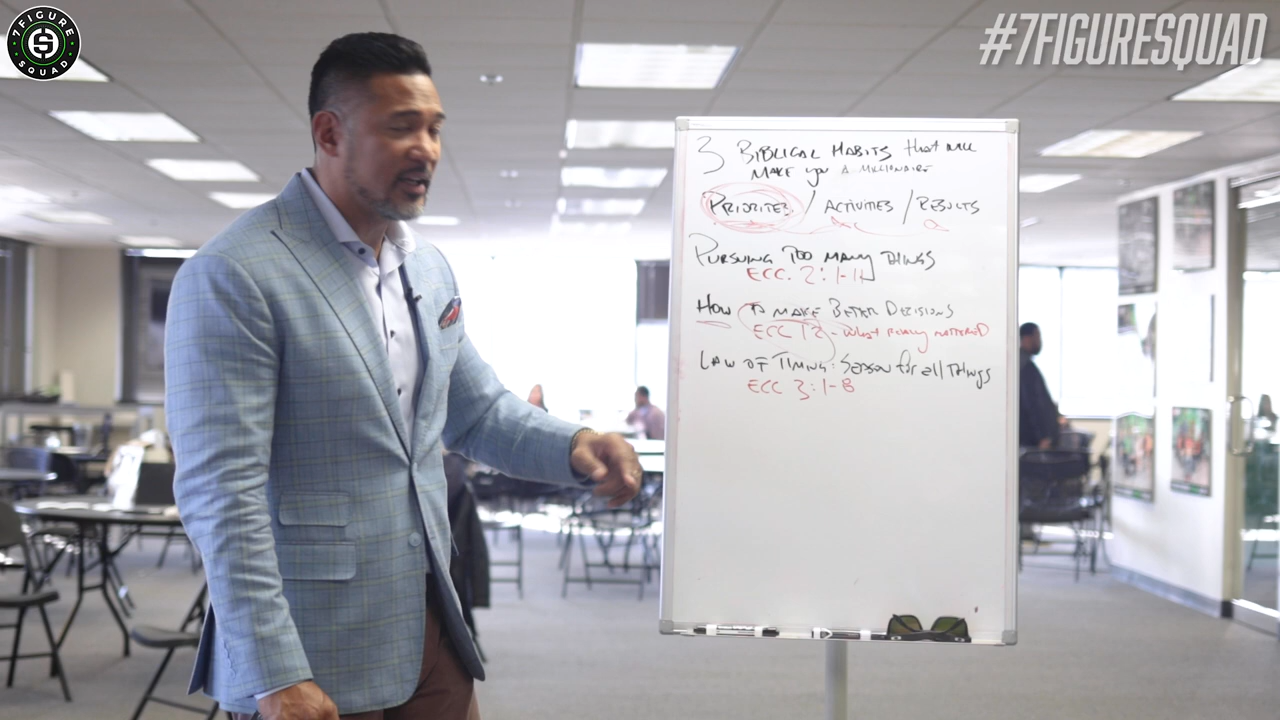 7FIGURE SQUAD
#7FIGURESQUAD
3 BIBLICAL HABITS that will
MAKE you A MILLIONAIRE
PRIORITIES / ACTIVITIES / RESULTS
PURSUING TOO MANY THINGS
ECC. 2:1-11
HOW TO MAKE BETTER DECISIONS
ECC 12 - What Really MATTERED
LAW OF TIMING: SEASON for all THINGS
ECC 3:1-8